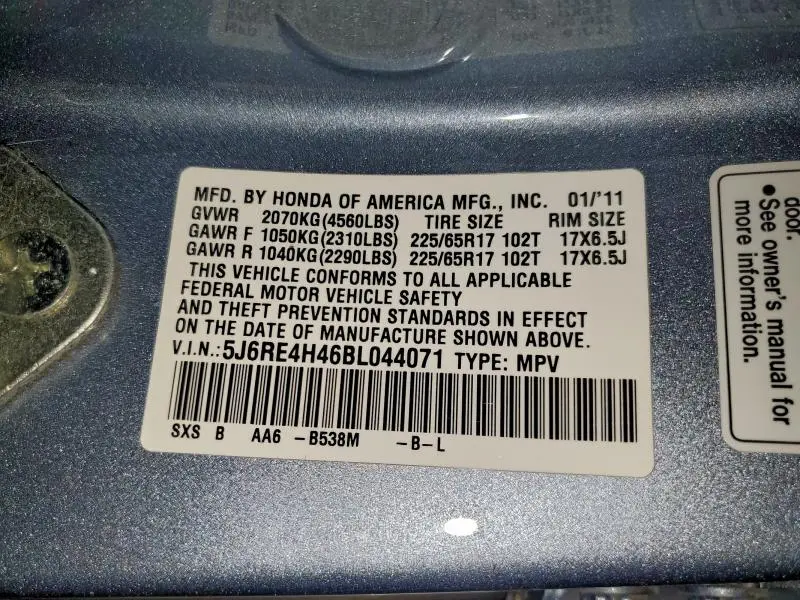 MFD. BY HONDA OF AMERICA MFG., INC. 01/'11
GVWR 2070KG(4560LBS) TIRE SIZE RIM SIZE
GAWR F 1050KG(2310LBS) 225/65R17 102T 17X6.5J
GAWR R 1040KG(2290LBS) 225/65R17 102T 17X6.5J
THIS VEHICLE CONFORMS TO ALL APPLICABLE
FEDERAL MOTOR VEHICLE SAFETY
AND THEFT PREVENTION STANDARDS IN EFFECT
ON THE DATE OF MANUFACTURE SHOWN ABOVE.
V.I.N.:5J6RE4H46BL044071 TYPE: MPV
SXS B AA6 -B538M -B-L
door.
● See owner's manual for
more information.